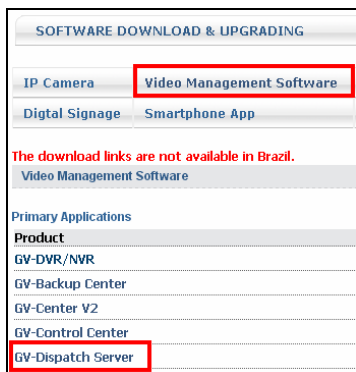 SOFTWARE DOWNLOAD & UPGRADING
IP Camera Video Management Software
Digtal Signage Smartphone App
The download links are not available in Brazil.
Video Management Software
Primary Applications
Product
GV-DVR/NVR
GV-Backup Center
GV-Center V2
GV-Control Center
GV-Dispatch Server